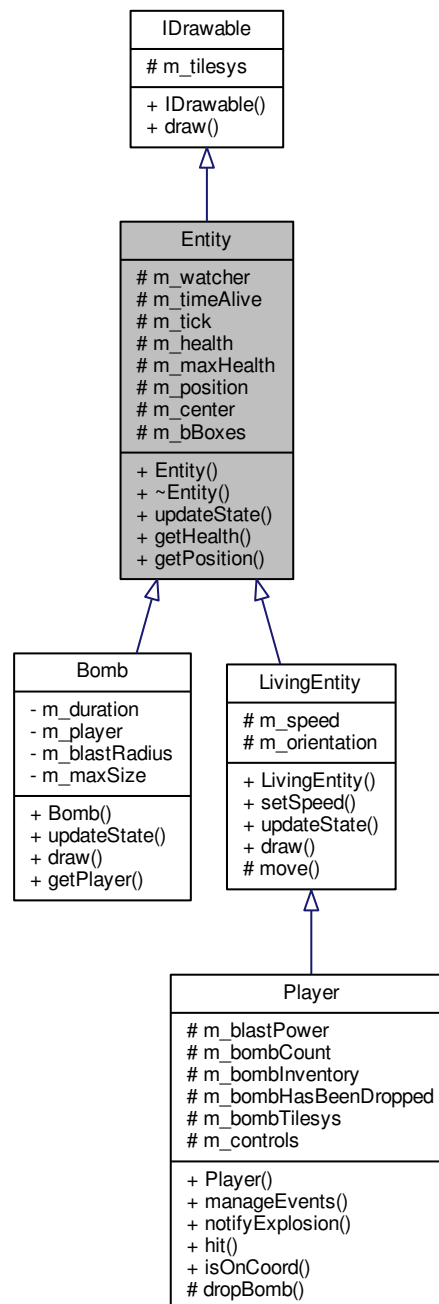 IDrawable
# m_tilesys
+ IDrawable()
+ draw()
Entity
# m_watcher
# m_timeAlive
# m_tick
# m_health
# m_maxHealth
# m_position
# m_center
# m_bBoxes
+ Entity()
+ ~Entity()
+ updateState()
+ getHealth()
+ getPosition()
Bomb
- m_duration
- m_player
- m_blastRadius
- m_maxSize
+ Bomb()
+ updateState()
+ draw()
+ getPlayer()
LivingEntity
# m_speed
# m_orientation
+ LivingEntity()
+ setSpeed()
+ updateState()
+ draw()
# move()
Player
# m_blastPower
# m_bombCount
# m_bombInventory
# m_bombHasBeenDropped
# m_bombTilesys
# m_controls
+ Player()
+ manageEvents()
+ notifyExplosion()
+ hit()
+ isOnCoord()
# dropBomb()